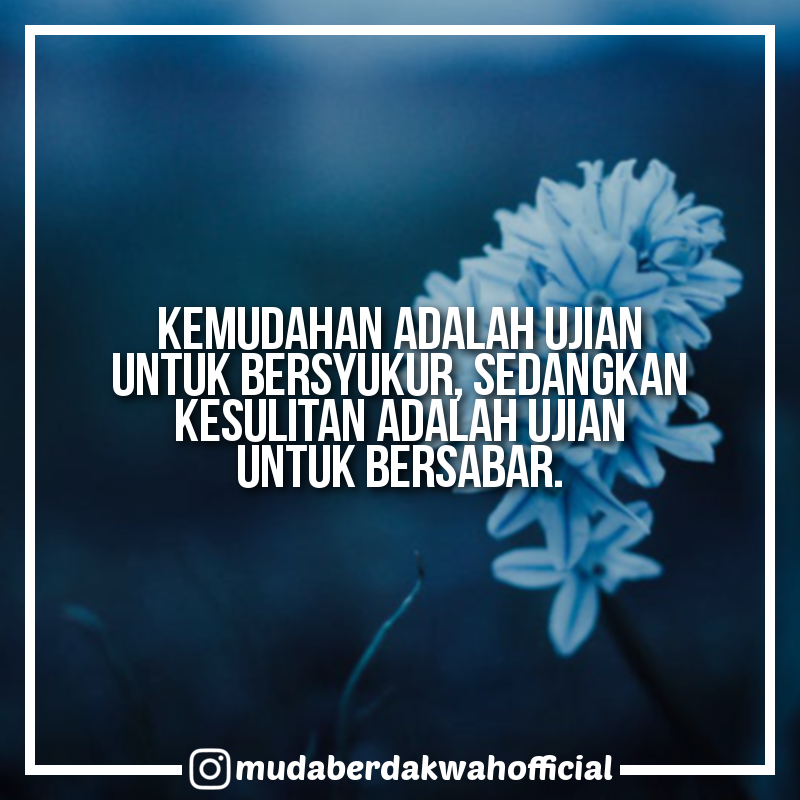 KEMUDAHAN ADALAH UJIAN
UNTUK BERSYUKUR, SEDANGKAN
KESULITAN ADALAH UJIAN
UNTUK BERSABAR.
mudaberdakwahofficial